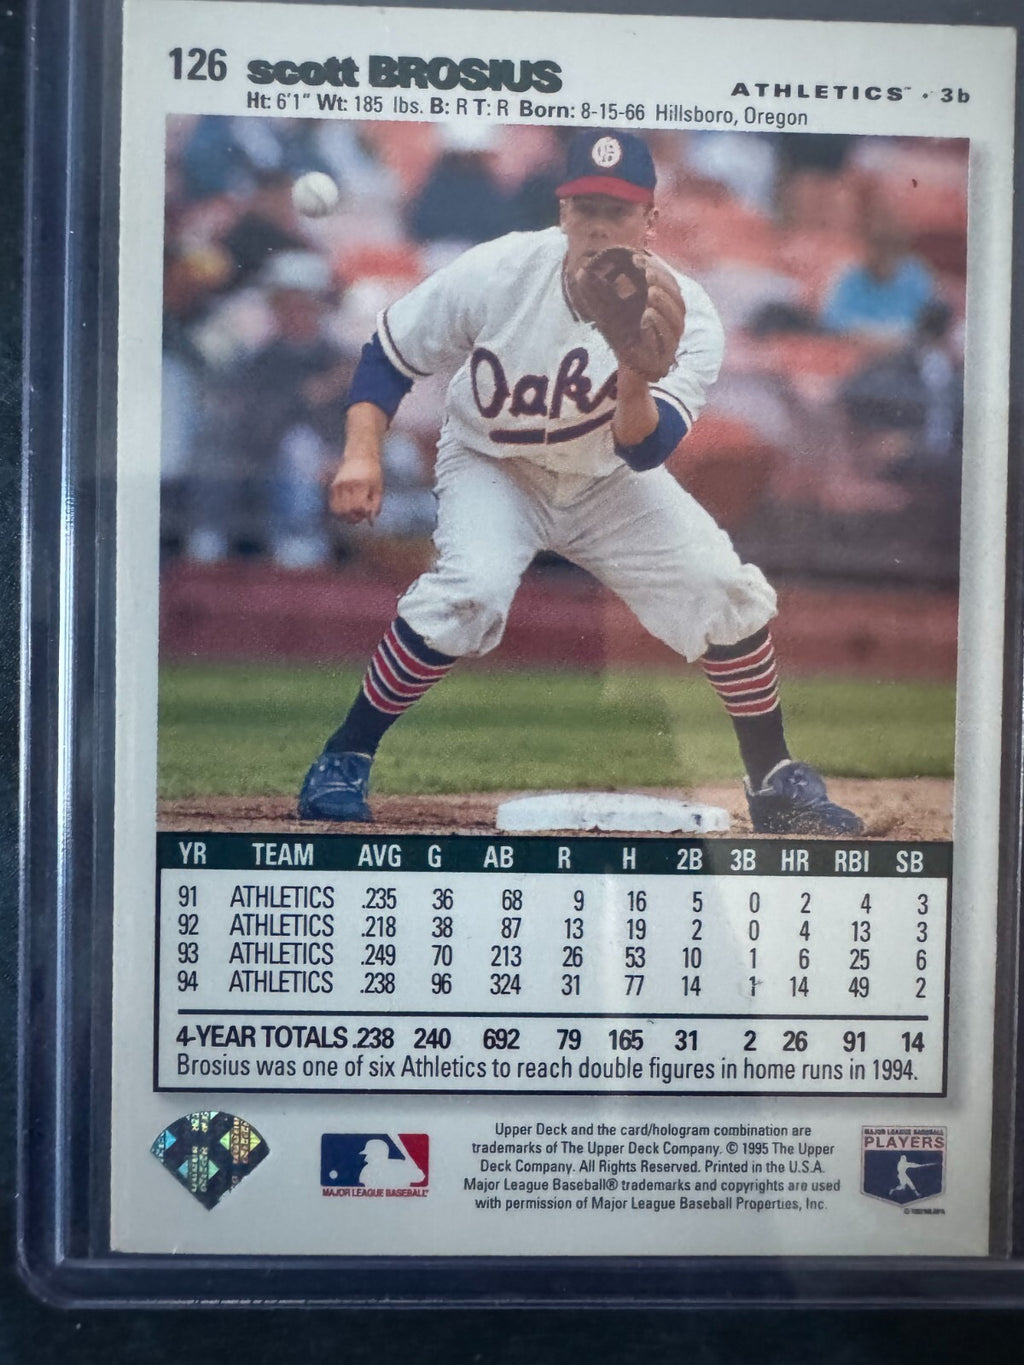 126 scott BROSIUS
ATHLETICS™ • 3b
Ht: 6'1" Wt: 185 lbs. B: R T: R Born: 8-15-66 Hillsboro, Oregon
Oak
YR TEAM AVG G AB R H 2B 3B HR RBI SB
91 ATHLETICS .235 36 68 9 16 5 0 2 4 3
92 ATHLETICS .218 38 87 13 19 2 0 4 13 3
93 ATHLETICS .249 70 213 26 53 10 1 6 25 6
94 ATHLETICS .238 96 324 31 77 14 1 14 49 2
4-YEAR TOTALS .238 240 692 79 165 31 2 26 91 14
Brosius was one of six Athletics to reach double figures in home runs in 1994.
Upper Deck and the card/hologram combination are
trademarks of The Upper Deck Company. © 1995 The Upper
Deck Company. All Rights Reserved. Printed in the U.S.A.
Major League Baseball® trademarks and copyrights are used
with permission of Major League Baseball Properties, Inc.
MAJOR LEAGUE BASEBALL
MAJOR LEAGUE BASEBALL
PLAYERS